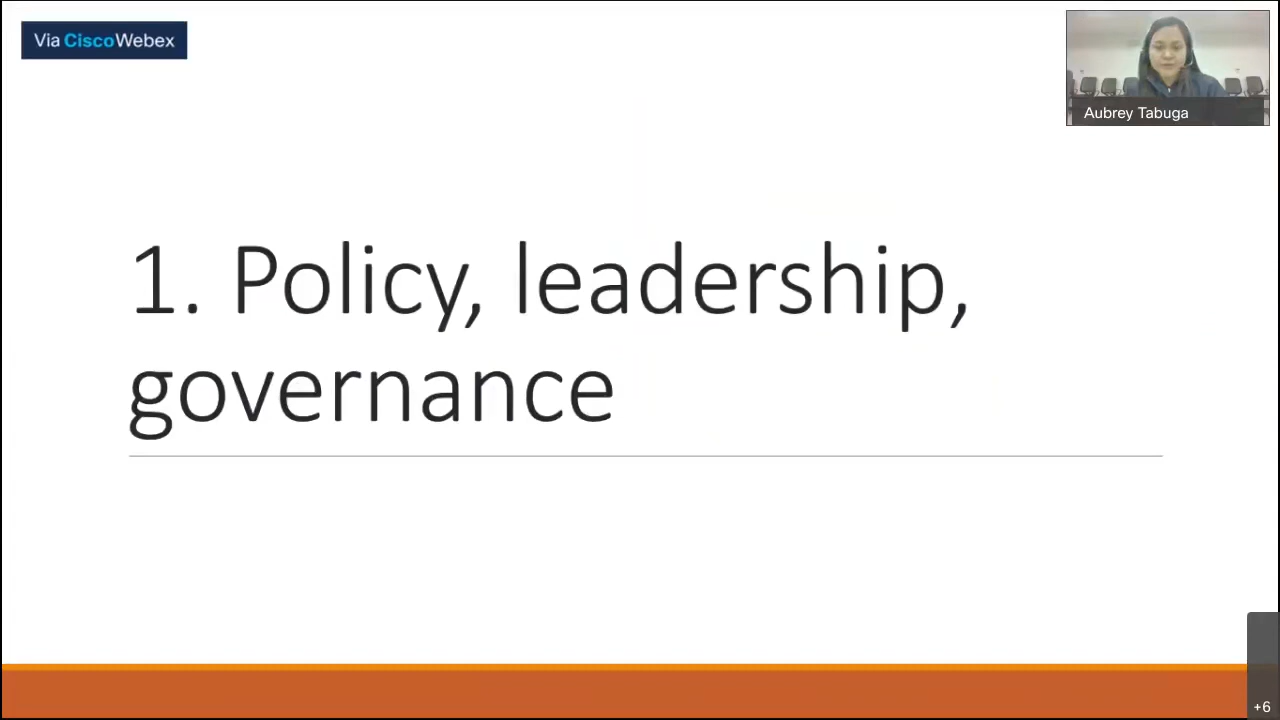 Via CiscoWebex
Aubrey Tabuga
1. Policy, leadership,
governance
+6